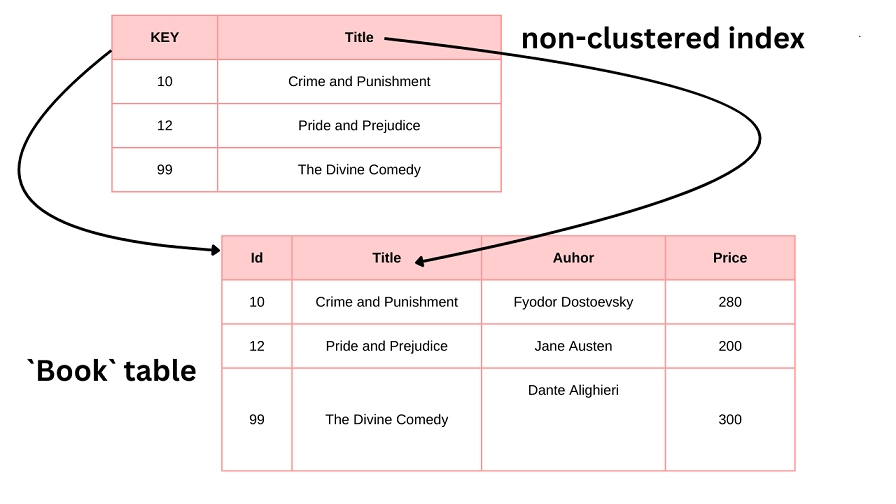 KEY Title
non-clustered index
10 Crime and Punishment
12 Pride and Prejudice
99 The Divine Comedy
Id Title Auhor Price
10 Crime and Punishment Fyodor Dostoevsky 280
12 Pride and Prejudice Jane Austen 200
`Book` table
99 The Divine Comedy Dante Alighieri 300